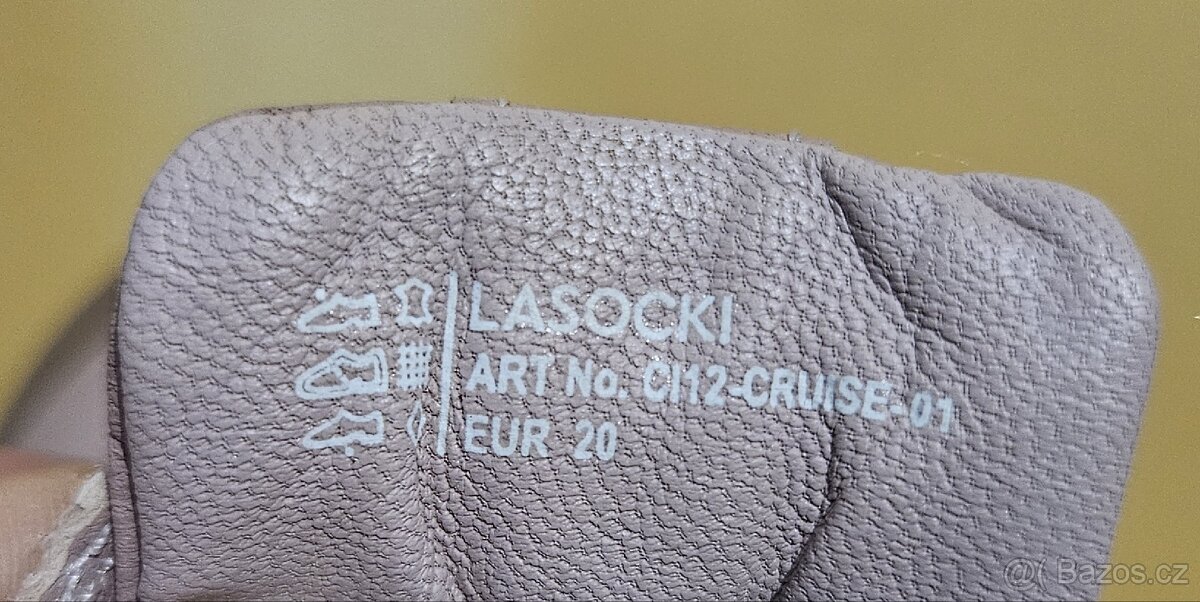 LASOCKI
ART No. CI12-CRUISE-01
EUR 20
@( Bazos.cz